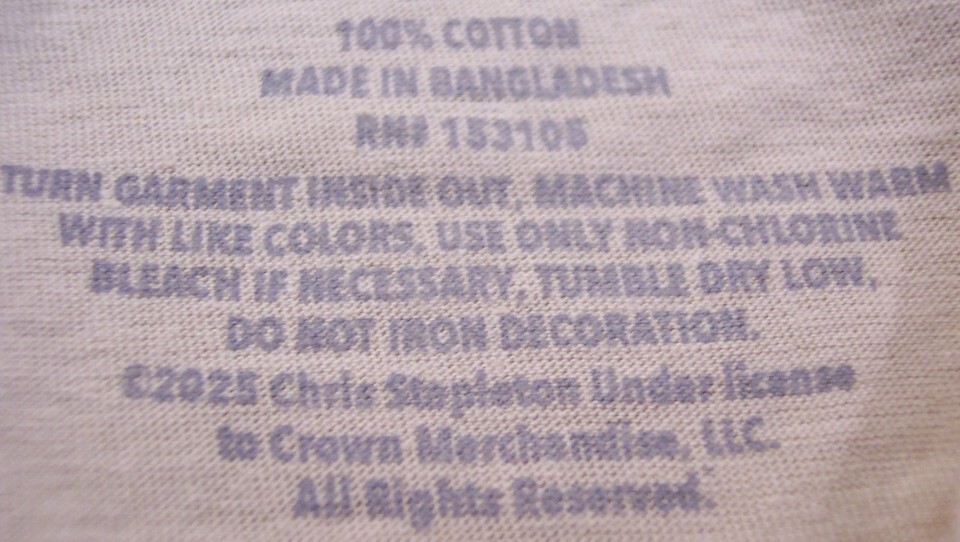 100% COTTON
MADE IN BANGLADESH
RN# 153105
TURN GARMENT INSIDE OUT, MACHINE WASH WARM
WITH LIKE COLORS, USE ONLY NON-CHLORINE
BLEACH IF NECESSARY, TUMBLE DRY LOW,
DO NOT IRON DECORATION.
©2025 Chris Stapleton Under license
to Crown Merchandise, LLC.
All Rights Reserved.